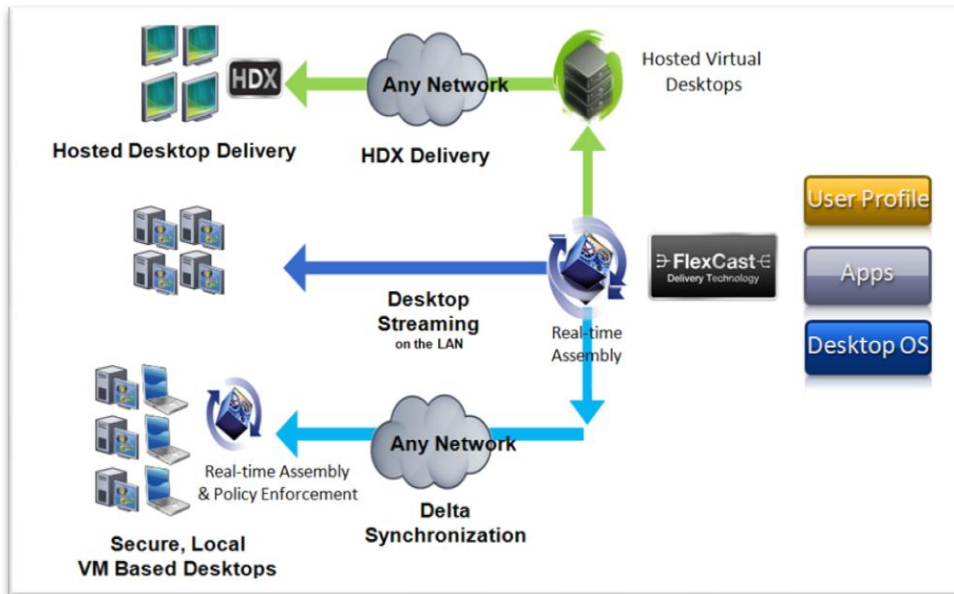 HDX
Any Network
Hosted Virtual
Desktops
Hosted Desktop Delivery
HDX Delivery
User Profile
FlexCast
Delivery Technology
Apps
Desktop
Streaming
on the LAN
Real-time
Assembly
Desktop OS
Any Network
Real-time Assembly
& Policy Enforcement
Delta
Synchronization
Secure, Local
VM Based Desktops